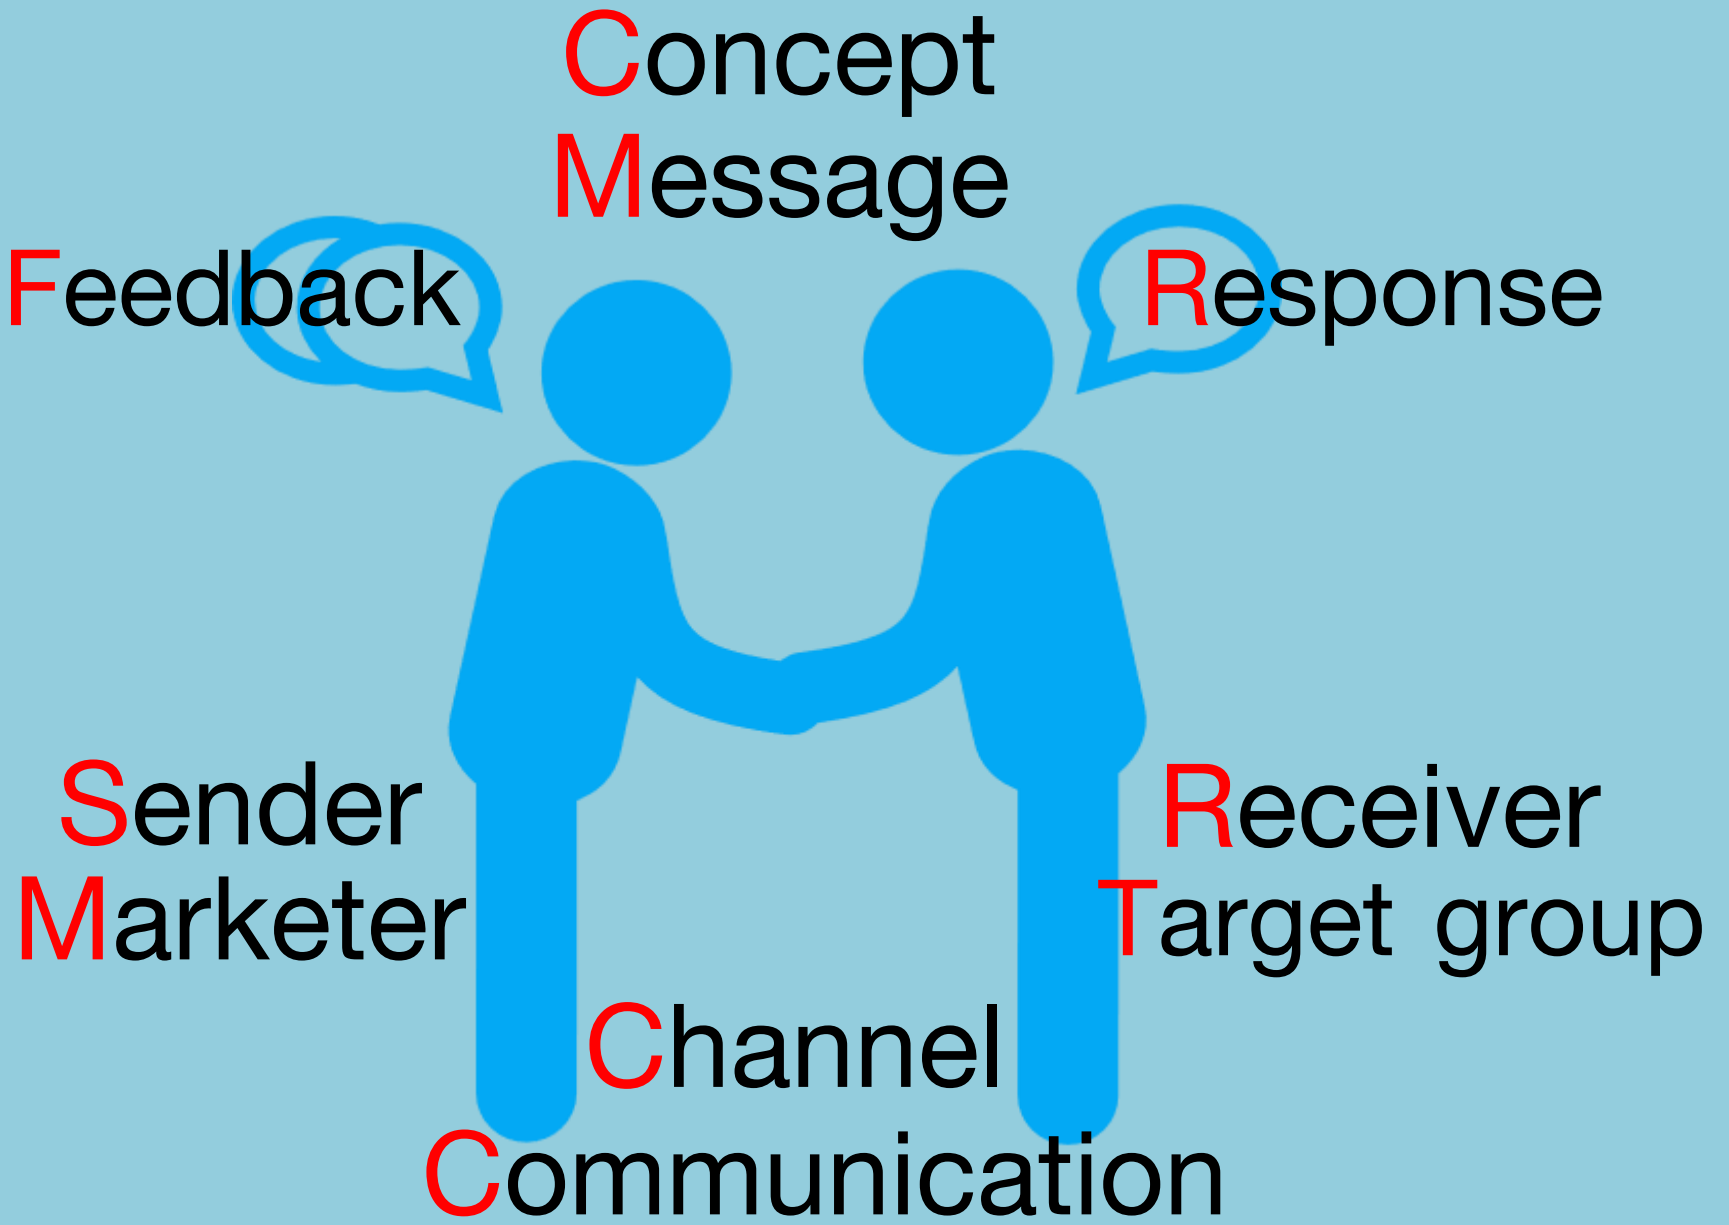 Concept
Message
Feedback
Response
Sender
Marketer
Receiver
Target group
Channel
Communication